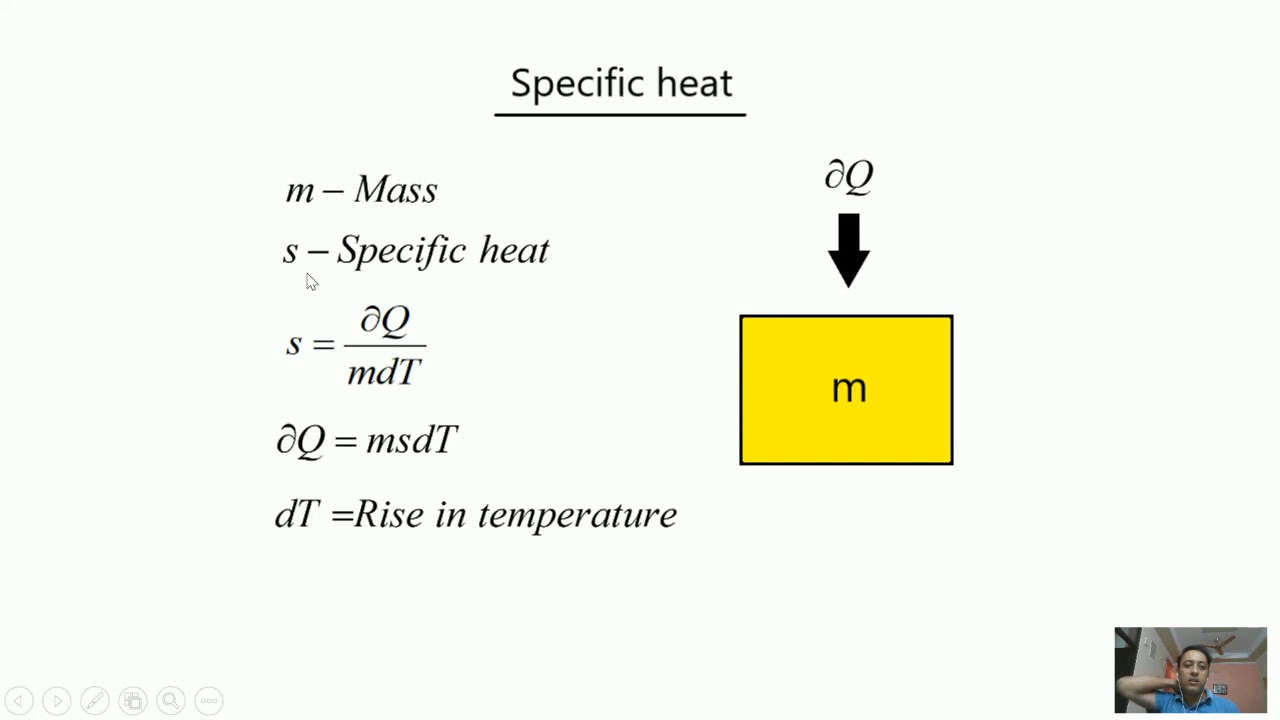 Specific heat
m – Mass
s – Specific heat
s = ∂Q / mdT
∂Q = msdT
dT =Rise in temperature
∂Q
m